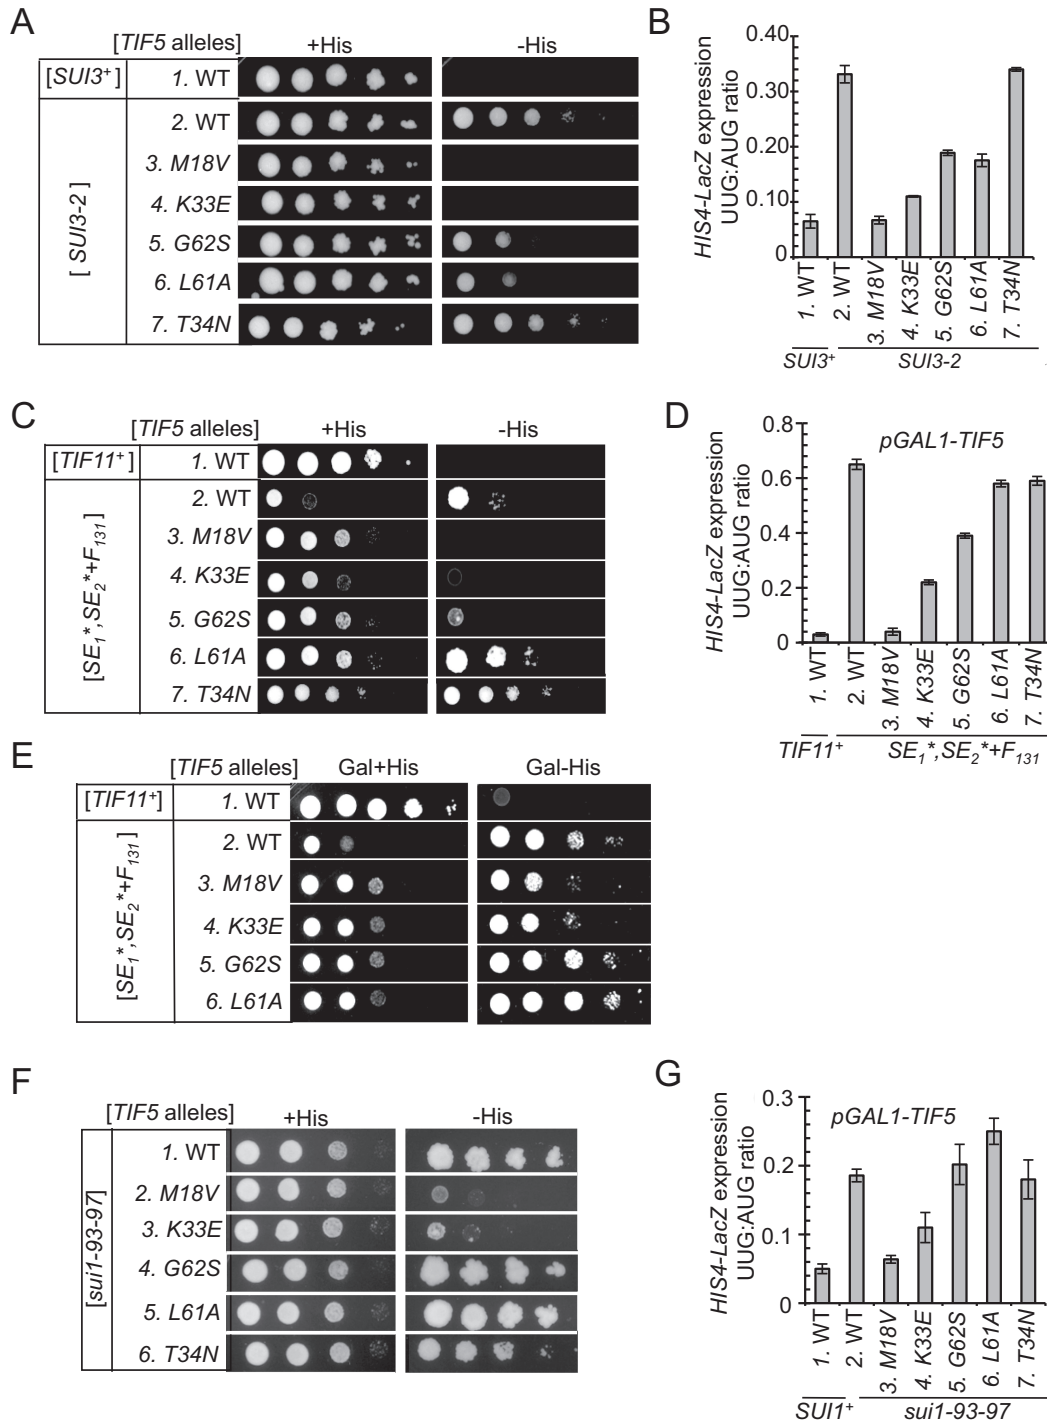 A
[TIF5 alleles]
+His
-His
[SUI3+]
1. WT
[SUI3-2]
2. WT
3. M18V
4. K33E
5. G62S
6. L61A
7. T34N
B
HIS4-LacZ expression
UUG:AUG ratio
0.40
0.30
0.20
0.10
0
1. WT
2. WT
3. M18V
4. K33E
5. G62S
6. L61A
7. T34N
SUI3+
SUI3-2
C
[TIF5 alleles]
+His
-His
[TIF11+]
1. WT
[SE1*,SE2*+F131]
2. WT
3. M18V
4. K33E
5. G62S
6. L61A
7. T34N
D
pGAL1-TIF5
HIS4-LacZ expression
UUG:AUG ratio
0.8
0.6
0.4
0.2
0
1. WT
2. WT
3. M18V
4. K33E
5. G62S
6. L61A
7. T34N
TIF11+
SE1*,SE2*+F131
E
[TIF5 alleles]
Gal+His
Gal-His
[TIF11+]
1. WT
[SE1*,SE2*+F131]
2. WT
3. M18V
4. K33E
5. G62S
6. L61A
F
[TIF5 alleles]
+His
-His
[sui1-93-97]
1. WT
2. M18V
3. K33E
4. G62S
5. L61A
6. T34N
G
pGAL1-TIF5
HIS4-LacZ expression
UUG:AUG ratio
0.3
0.2
0.1
0
1. WT
2. WT
3. M18V
4. K33E
5. G62S
6. L61A
7. T34N
SUI1+
sui1-93-97